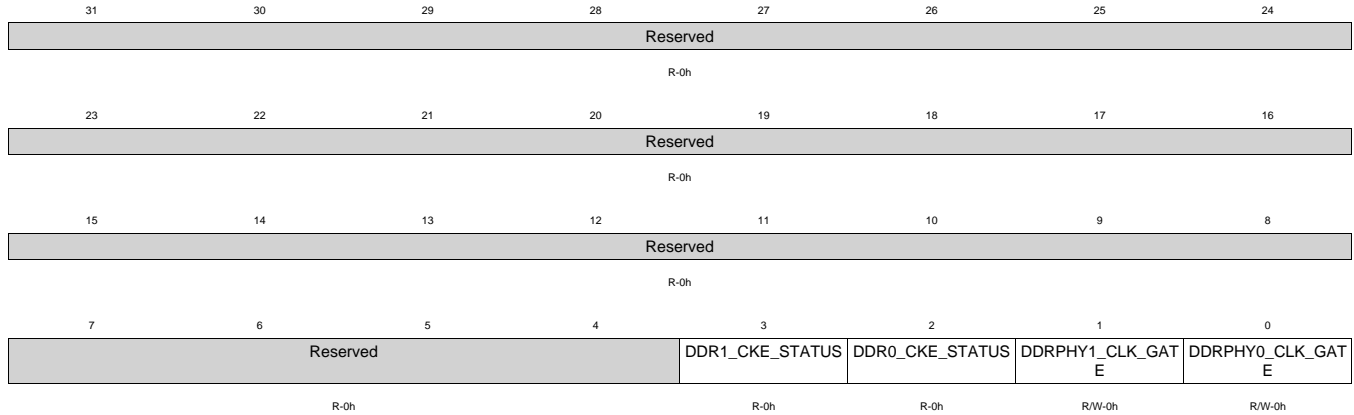 31 30 29 28 27 26 25 24
Reserved
R-0h
23 22 21 20 19 18 17 16
Reserved
R-0h
15 14 13 12 11 10 9 8
Reserved
R-0h
7 6 5 4 3 2 1 0
Reserved DDR1_CKE_STATUS DDR0_CKE_STATUS DDRPHY1_CLK_GAT DDRPHY0_CLK_GAT
E E
R-0h R-0h R-0h R/W-0h R/W-0h